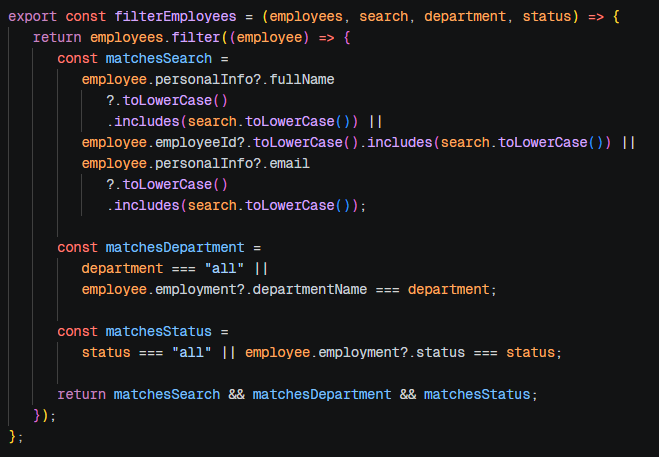 export const filterEmployees = (employees, search, department, status) => {
return employees.filter((employee) => {
const matchesSearch =
employee.personalInfo?.fullName
?.toLowerCase()
.includes(search.toLowerCase()) ||
employee.employeeId?.toLowerCase().includes(search.toLowerCase()) ||
employee.personalInfo?.email
?.toLowerCase()
.includes(search.toLowerCase());
const matchesDepartment =
department === "all" ||
employee.employment?.departmentName === department;
const matchesStatus =
status === "all" || employee.employment?.status === status;
return matchesSearch && matchesDepartment && matchesStatus;
});
};